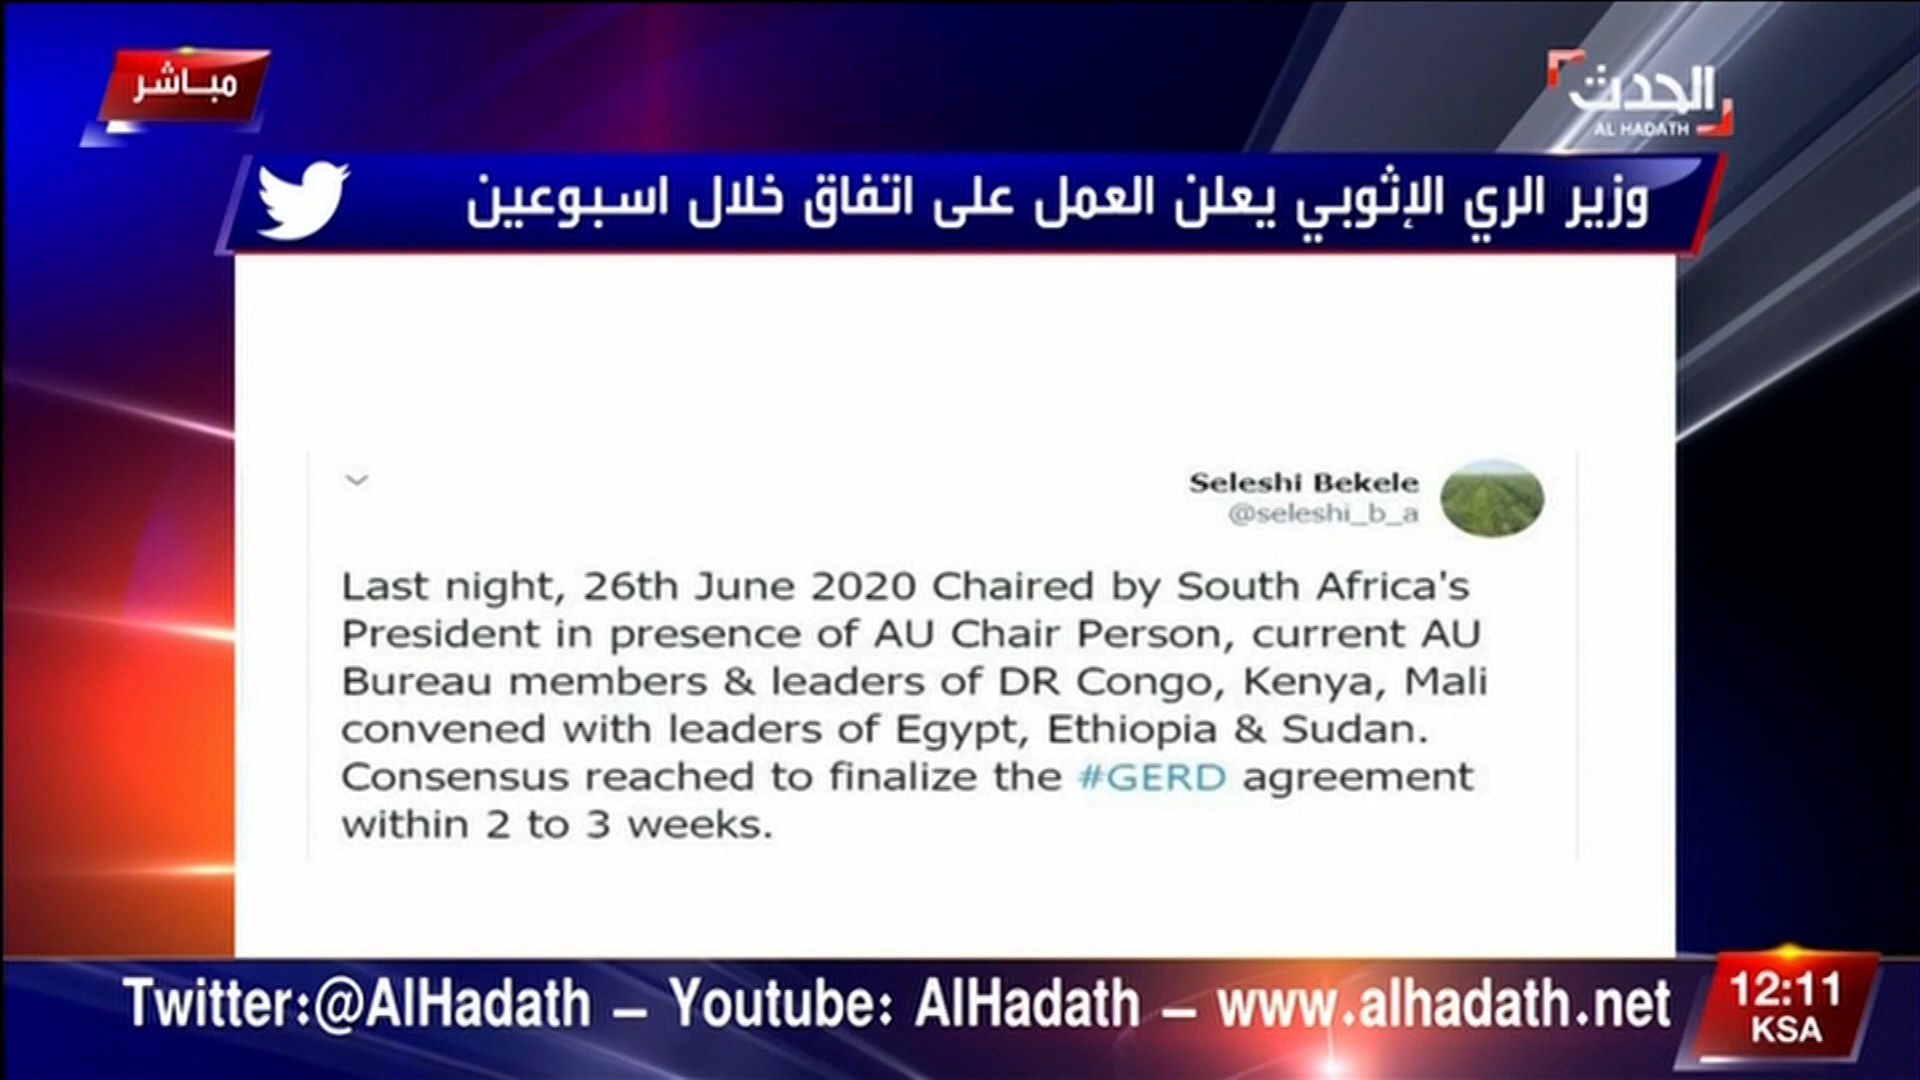 مباشر
الحدث
AL HADATH
وزير الري الإثوبي يعلن العمل على اتفاق خلال اسبوعين
Seleshi Bekele
@seleshi_b_a
Last night, 26th June 2020 Chaired by South Africa's
President in presence of AU Chair Person, current AU
Bureau members & leaders of DR Congo, Kenya, Mali
convened with leaders of Egypt, Ethiopia & Sudan.
Consensus reached to finalize the #GERD agreement
within 2 to 3 weeks.
Twitter:@AlHadath – Youtube: AlHadath – www.alhadath.net
12:11
KSA